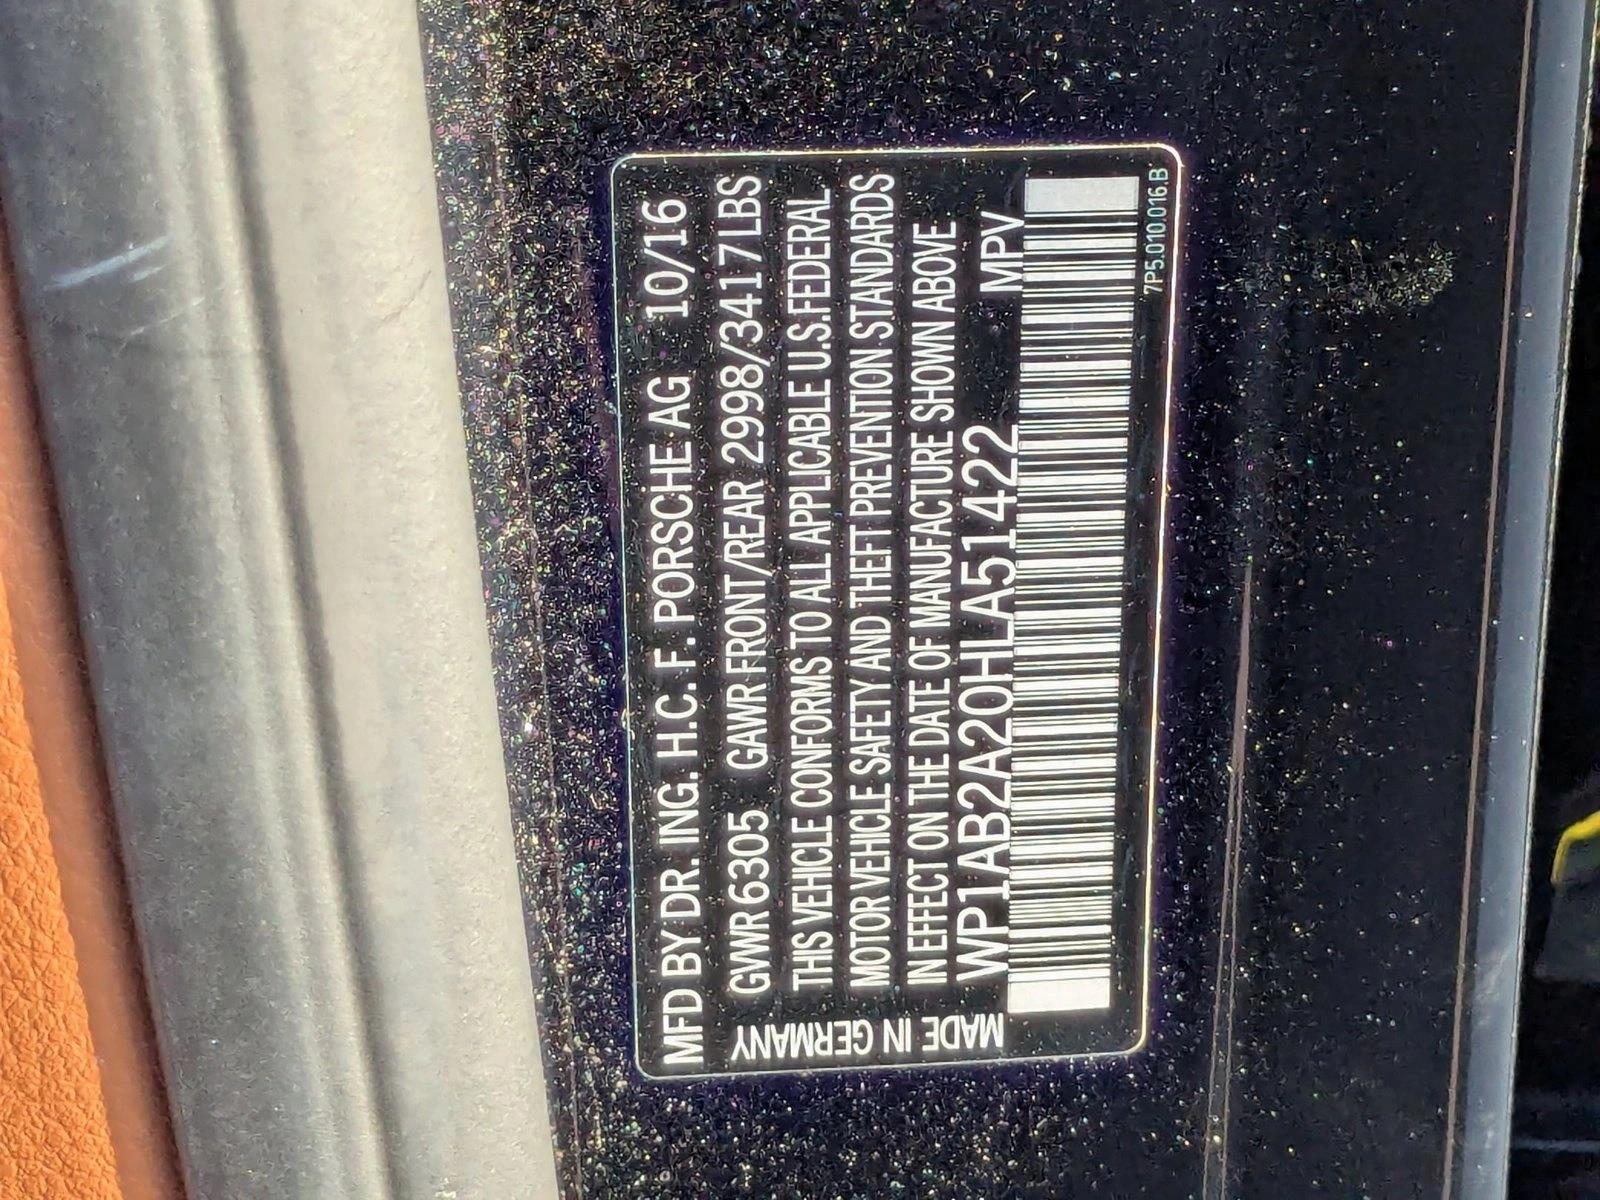 MFD BY DR. ING. H.C. F. PORSCHE AG 10/16
GWWR 6305 GAWR FRONT/REAR 2998/3417LBS
THIS VEHICLE CONFORMS TO ALL APPLICABLE U.S.FEDERAL
MOTOR VEHICLE SAFETY AND THEFT PREVENTION STANDARDS
IN EFFECT ON THE DATE OF MANUFACTURE SHOWN ABOVE
WP1AB2A20HLA51422 MPV
MADE IN GERMANY
7P5.010.016.B